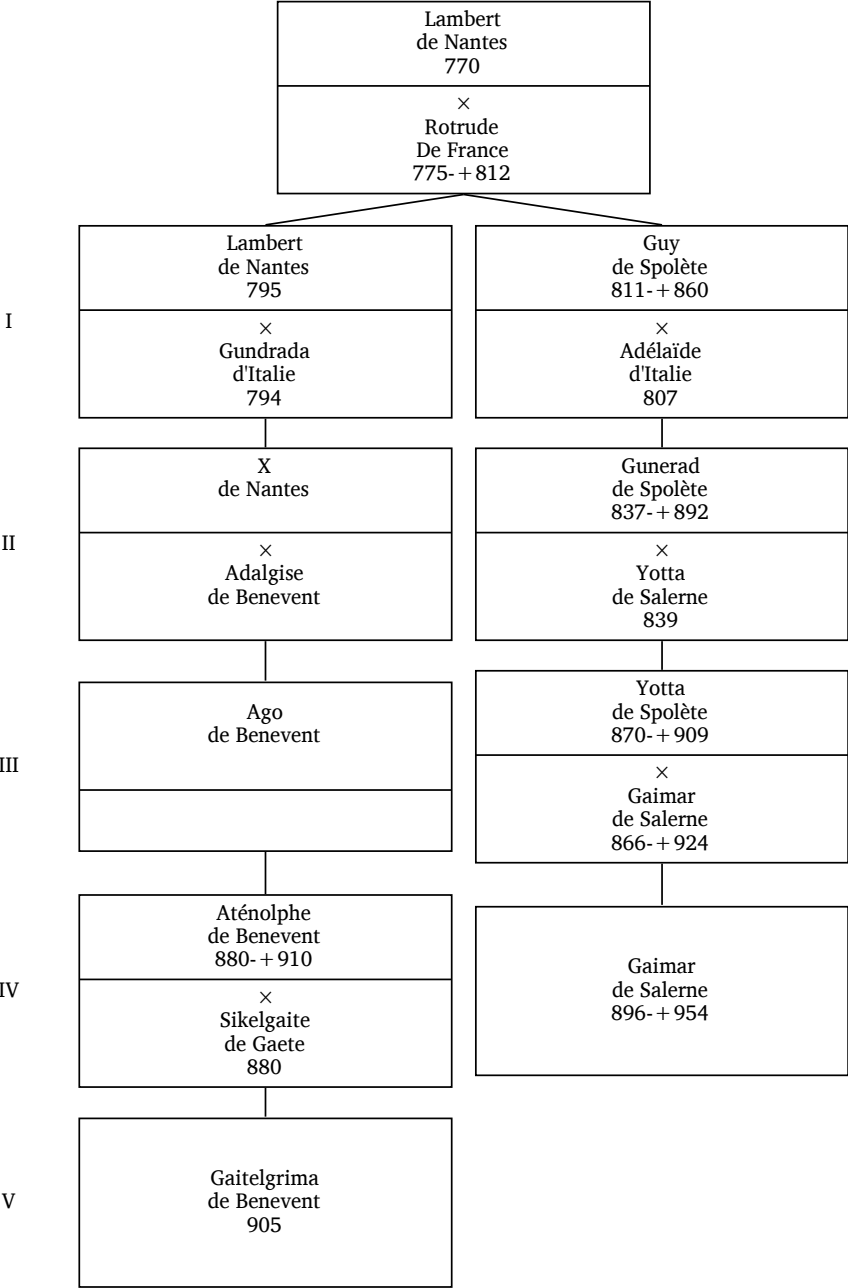 Lambert
de Nantes
770
×
Rotrude
De France
775-+812
I
Lambert
de Nantes
795
×
Gundrada
d'Italie
794
Guy
de Spolète
811-+860
×
Adélaïde
d'Italie
807
II
X
de Nantes
×
Adalgise
de Benevent
Gunerad
de Spolète
837-+892
×
Yotta
de Salerne
839
III
Ago
de Benevent
Yotta
de Spolète
870-+909
×
Gaimar
de Salerne
866-+924
IV
Aténolphe
de Benevent
880-+910
×
Sikelgaite
de Gaete
880
Gaimar
de Salerne
896-+954
V
Gaitelgrima
de Benevent
905